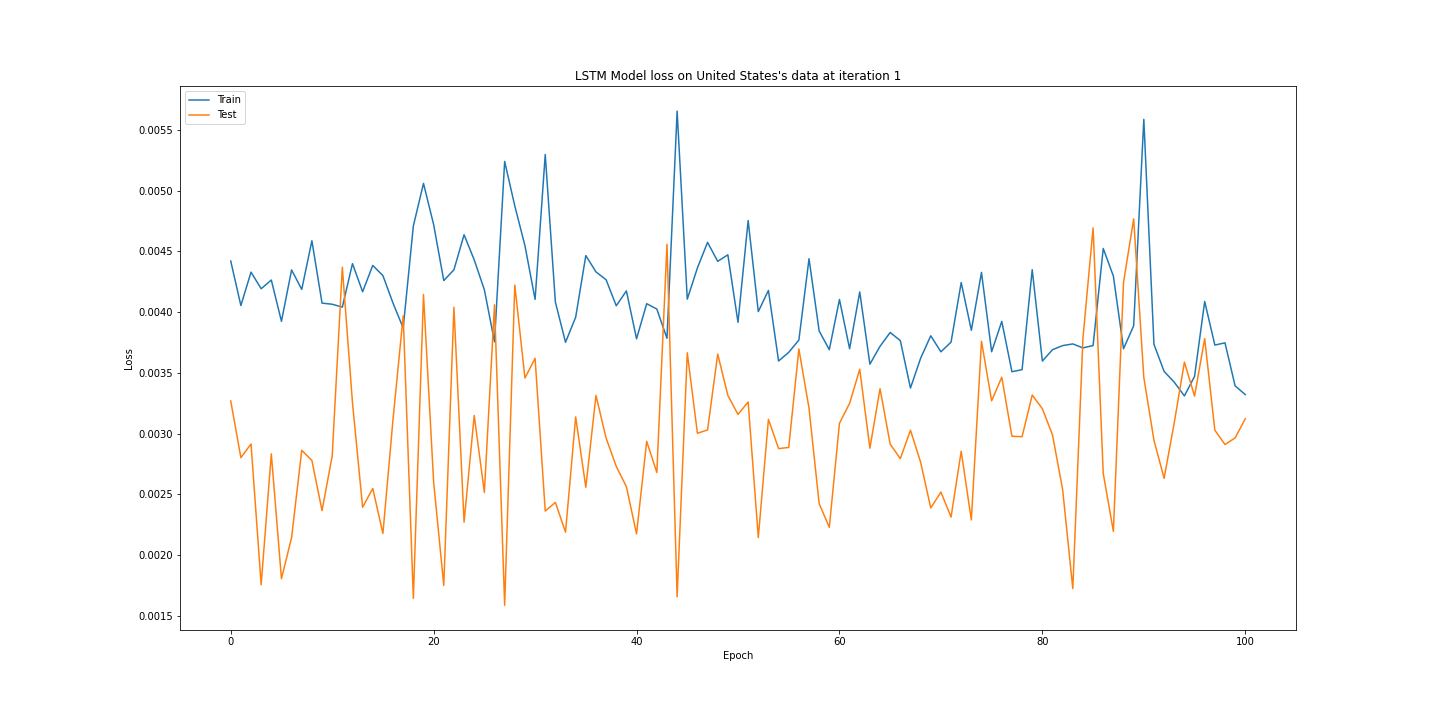 LSTM Model loss on United States's data at iteration 1
Train
Test
0.0055
0.0050
0.0045
0.0040
0.0035
0.0030
0.0025
0.0020
0.0015
Loss
0 20 40 60 80 100
Epoch